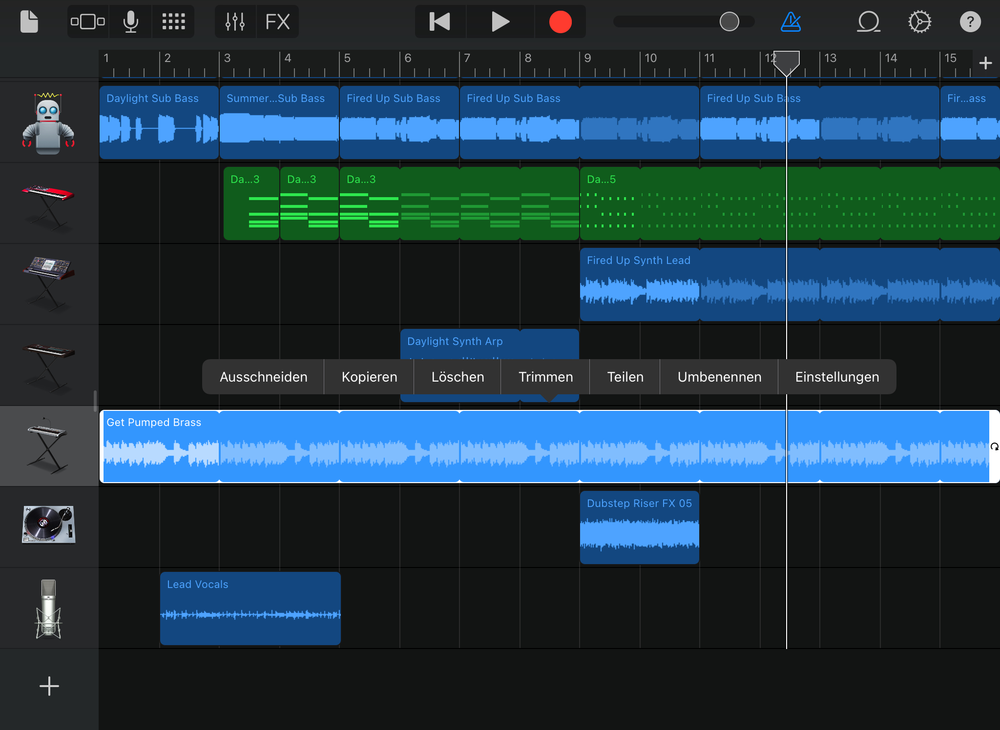 FX
?
1 2 3 4 5 6 7 8 9 10 11 12 13 14 15 +
Daylight Sub Bass Summer...Sub Bass Fired Up Sub Bass Fired Up Sub Bass Fired Up Sub Bass Fir...ass
Da...3 Da...3 Da...3 Da...5
Fired Up Synth Lead
Daylight Synth Arp
Ausschneiden Kopieren Löschen Trimmen Teilen Umbenennen Einstellungen
Get Pumped Brass
Dubstep Riser FX 05
Lead Vocals